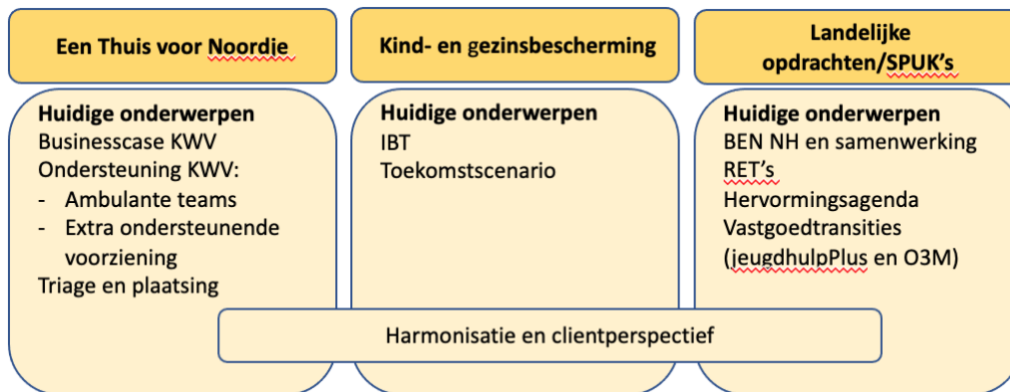 Een Thuis voor Noordje
Huidige onderwerpen
Businesscase KWV
Ondersteuning KWV:
- Ambulante teams
- Extra ondersteunende
voorziening
Triage en plaatsing
Kind- en gezinsbescherming
Huidige onderwerpen
IBT
Toekomstscenario
Landelijke
opdrachten/SPUK’s
Huidige onderwerpen
BEN NH en samenwerking
RET’s
Hervormingsagenda
Vastgoedtransities
(jeugdhulpPlus en O3M)
Harmonisatie en clientperspectief